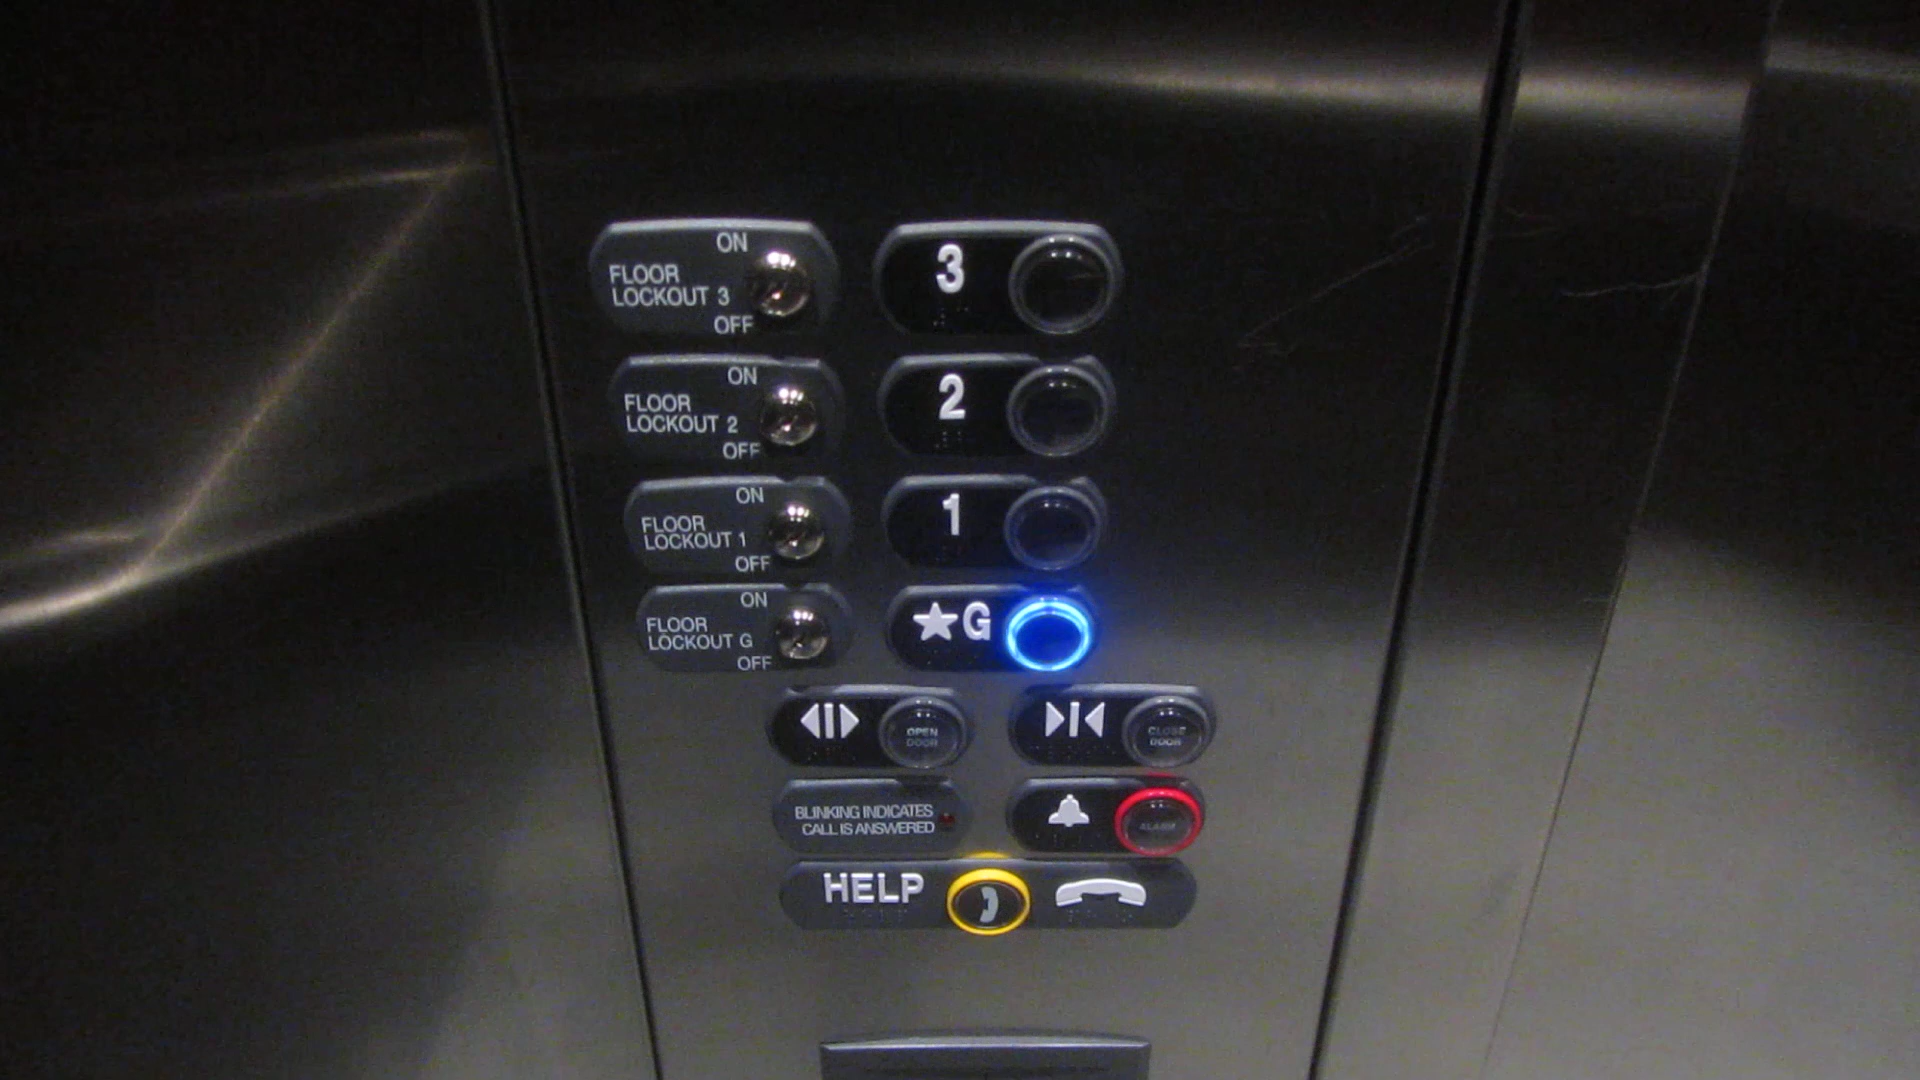 ON
FLOOR
LOCKOUT 3
OFF
3
ON
FLOOR
LOCKOUT 2
OFF
2
ON
FLOOR
LOCKOUT 1
OFF
1
ON
FLOOR
LOCKOUT G
OFF
★G
OPEN
DOOR
CLOSE
DOOR
BLINKING INDICATES
CALL IS ANSWERED
ALARM
HELP